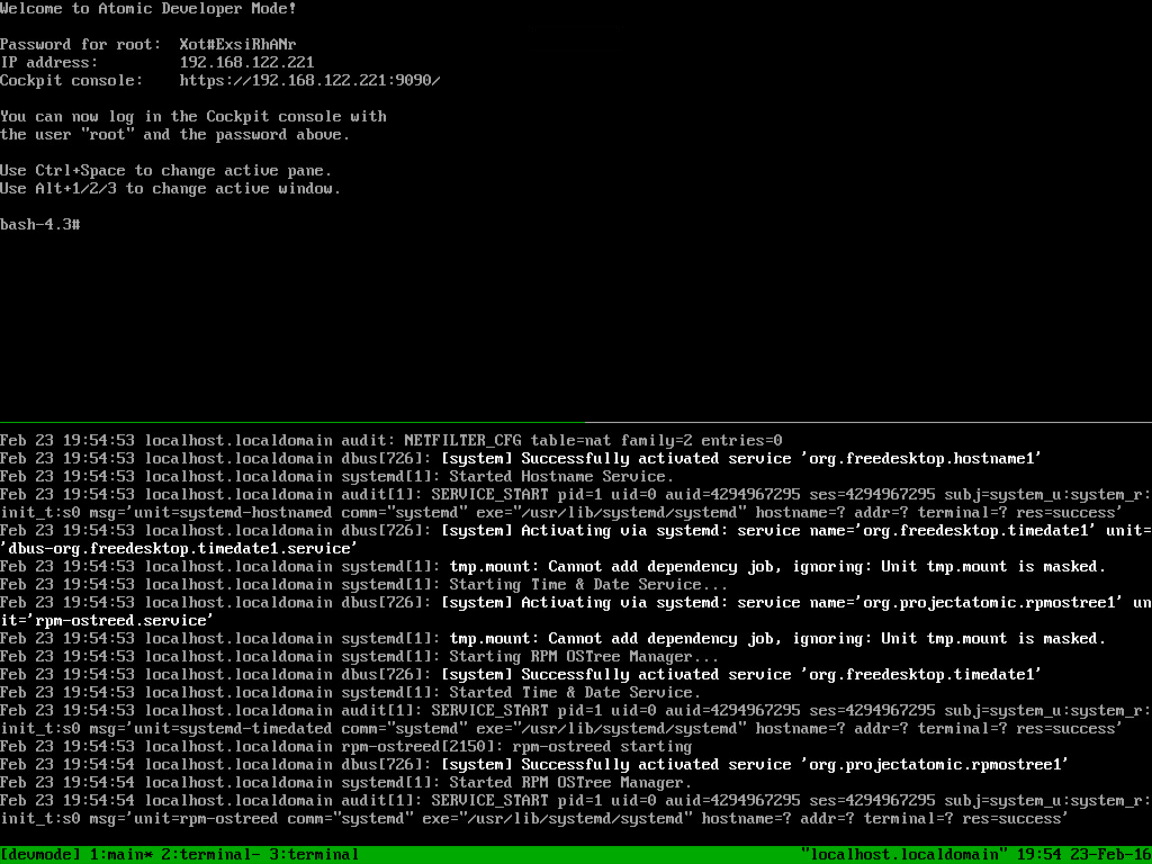 Welcome to Atomic Developer Mode!
Password for root:  Xot#ExsiRhANr
IP address:         192.168.122.221
Cockpit console:    https://192.168.122.221:9090/
You can now log in the Cockpit console with
the user "root" and the password above.
Use Ctrl+Space to change active pane.
Use Alt+1/2/3 to change active window.
bash-4.3#
Feb 23 19:54:53 localhost.localdomain audit: NETFILTER_CFG table=nat family=2 entries=0
Feb 23 19:54:53 localhost.localdomain dbus[726]: [system] Successfully activated service 'org.freedesktop.hostname1'
Feb 23 19:54:53 localhost.localdomain systemd[1]: Started Hostname Service.
Feb 23 19:54:53 localhost.localdomain audit[1]: SERVICE_START pid=1 uid=0 auid=4294967295 ses=4294967295 subj=system_u:system_r:
init_t:s0 msg='unit=systemd-hostnamed comm="systemd" exe="/usr/lib/systemd/systemd" hostname=? addr=? terminal=? res=success'
Feb 23 19:54:53 localhost.localdomain dbus[726]: [system] Activating via systemd: service name='org.freedesktop.timedate1' unit=
'dbus-org.freedesktop.timedate1.service'
Feb 23 19:54:53 localhost.localdomain systemd[1]: tmp.mount: Cannot add dependency job, ignoring: Unit tmp.mount is masked.
Feb 23 19:54:53 localhost.localdomain systemd[1]: Starting Time & Date Service...
Feb 23 19:54:53 localhost.localdomain dbus[726]: [system] Activating via systemd: service name='org.projectatomic.rpmostree1' un
it='rpm-ostreed.service'
Feb 23 19:54:53 localhost.localdomain systemd[1]: tmp.mount: Cannot add dependency job, ignoring: Unit tmp.mount is masked.
Feb 23 19:54:53 localhost.localdomain systemd[1]: Starting RPM OSTree Manager...
Feb 23 19:54:53 localhost.localdomain dbus[726]: [system] Successfully activated service 'org.freedesktop.timedate1'
Feb 23 19:54:53 localhost.localdomain systemd[1]: Started Time & Date Service.
Feb 23 19:54:53 localhost.localdomain audit[1]: SERVICE_START pid=1 uid=0 auid=4294967295 ses=4294967295 subj=system_u:system_r:
init_t:s0 msg='unit=systemd-timedated comm="systemd" exe="/usr/lib/systemd/systemd" hostname=? addr=? terminal=? res=success'
Feb 23 19:54:53 localhost.localdomain rpm-ostreed[2150]: rpm-ostreed starting
Feb 23 19:54:54 localhost.localdomain dbus[726]: [system] Successfully activated service 'org.projectatomic.rpmostree1'
Feb 23 19:54:54 localhost.localdomain systemd[1]: Started RPM OSTree Manager.
Feb 23 19:54:54 localhost.localdomain audit[1]: SERVICE_START pid=1 uid=0 auid=4294967295 ses=4294967295 subj=system_u:system_r:
init_t:s0 msg='unit=rpm-ostreed comm="systemd" exe="/usr/lib/systemd/systemd" hostname=? addr=? terminal=? res=success'
[devmode] 1:main* 2:terminal- 3:terminal "localhost.localdomain" 19:54 23-Feb-16